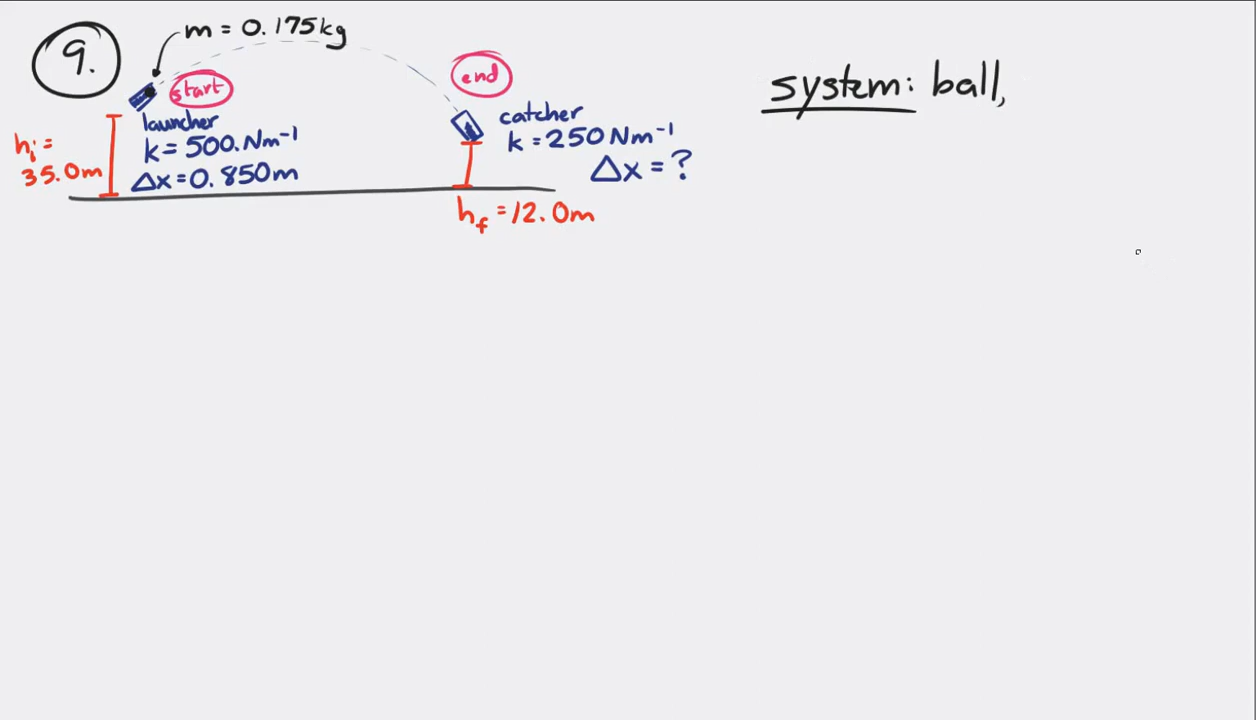 9.
m = 0.175kg
start
end
launcher
k = 500. Nm⁻¹
Δx = 0.850m
hᵢ =
35.0m
catcher
k = 250 Nm⁻¹
Δx = ?
h_f = 12.0m
system: ball,